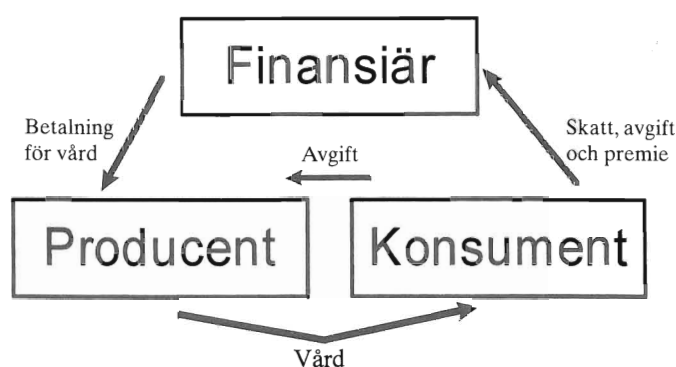 Finansiär
Betalning
för vård
Skatt, avgift
och premie
Avgift
Producent
Konsument
Vård